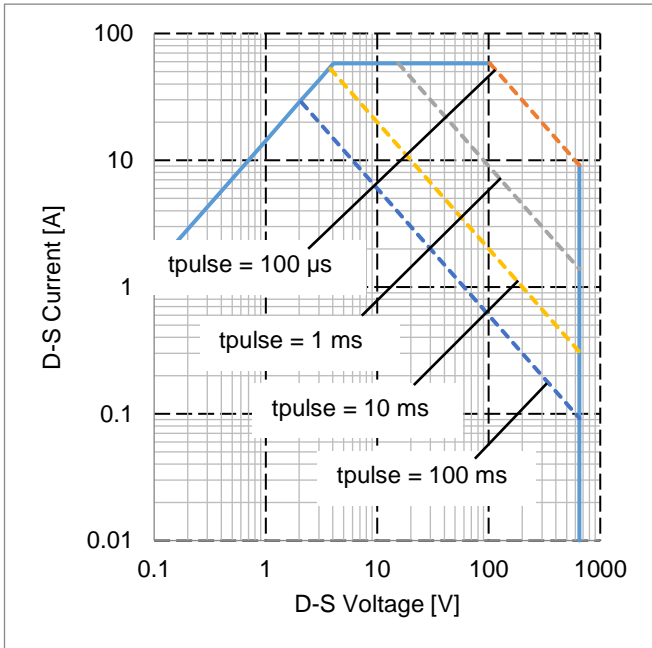 100
10
1
0.1
0.01
D-S Current [A]
tpulse = 100 µs
tpulse = 1 ms
tpulse = 10 ms
tpulse = 100 ms
0.1 1 10 100 1000
D-S Voltage [V]